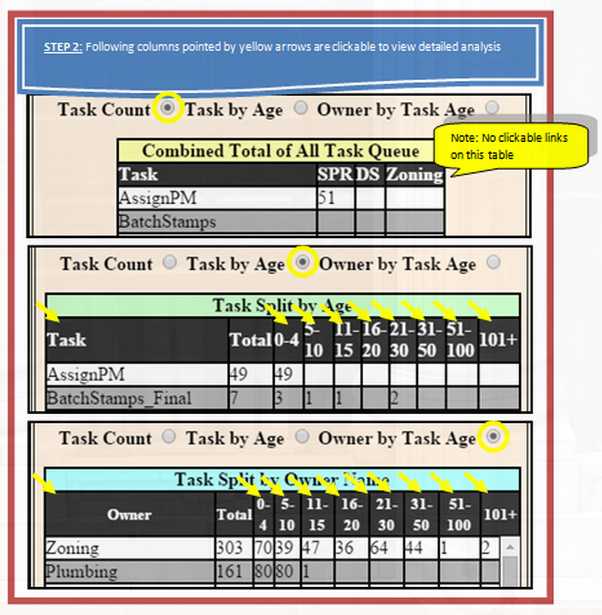 STEP 2: Following columns pointed by yellow arrows are clickable to view detailed analysis
Task Count Task by Age Owner by Task Age
Note: No clickable links
on this table
Combined Total of All Task Queue
Task SPR DS Zoning
AssignPM 51
BatchStamps
Task Count Task by Age Owner by Task Age
Task Split by Age
Task Total 0-4 5-10 11-15 16-20 21-30 31-50 51-100 101+
AssignPM 49 49
BatchStamps_Final 7 3 1 1 2
Task Count Task by Age Owner by Task Age
Task Split by Owner Name
Owner Total 0-4 5-10 11-15 16-20 21-30 31-50 51-100 101+
Zoning 303 70 39 47 36 64 44 1 2
Plumbing 161 80 80 1